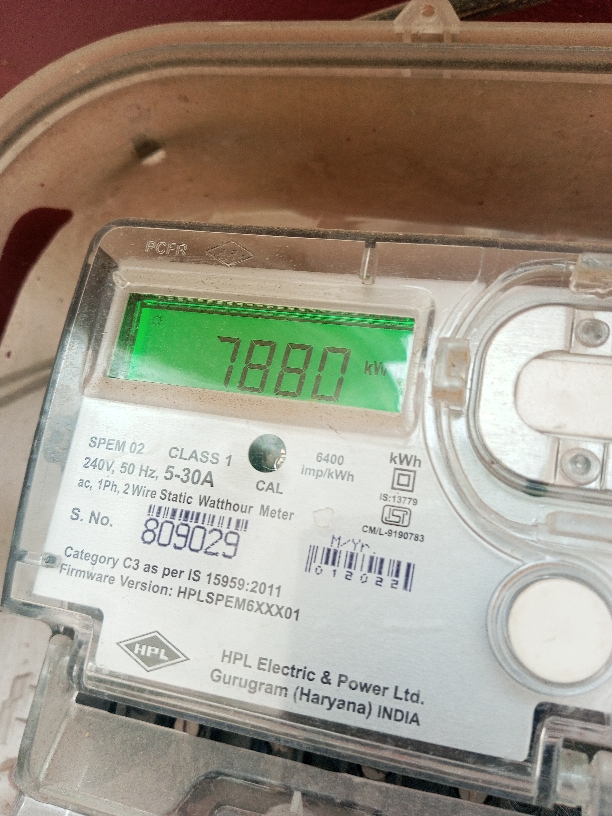 PCFR
7880
SPEM 02 CLASS 1
240V, 50 Hz, 5-30A
ac, 1Ph, 2 Wire Static Watthour Meter
CAL
6400
imp/kWh
kWh
IS:13779
CM/L-9190783
S. No.
809029
M/Yr.
012022
Category C3 as per IS 15959:2011
Firmware Version: HPLSPEM6XXX01
HPL
HPL Electric & Power Ltd.
Gurugram (Haryana) INDIA